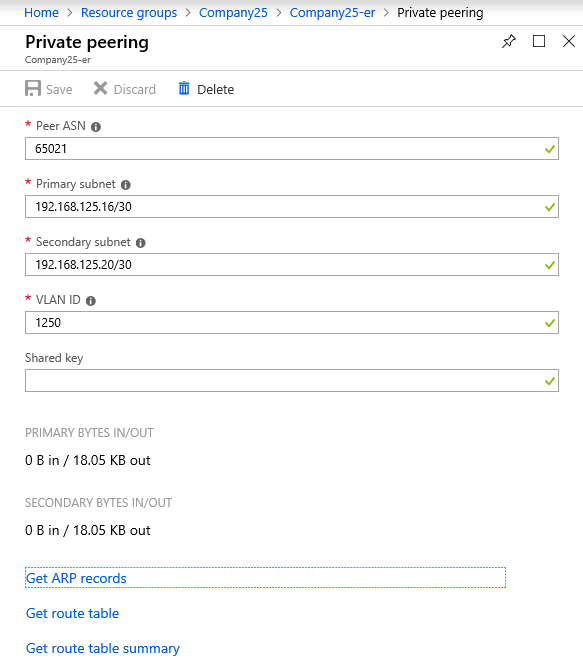 Home > Resource groups > Company25 > Company25-er > Private peering
Private peering
Company25-er
Save Discard Delete
* Peer ASN
65021
* Primary subnet
192.168.125.16/30
* Secondary subnet
192.168.125.20/30
* VLAN ID
1250
Shared key
PRIMARY BYTES IN/OUT
0 B in / 18.05 KB out
SECONDARY BYTES IN/OUT
0 B in / 18.05 KB out
Get ARP records
Get route table
Get route table summary